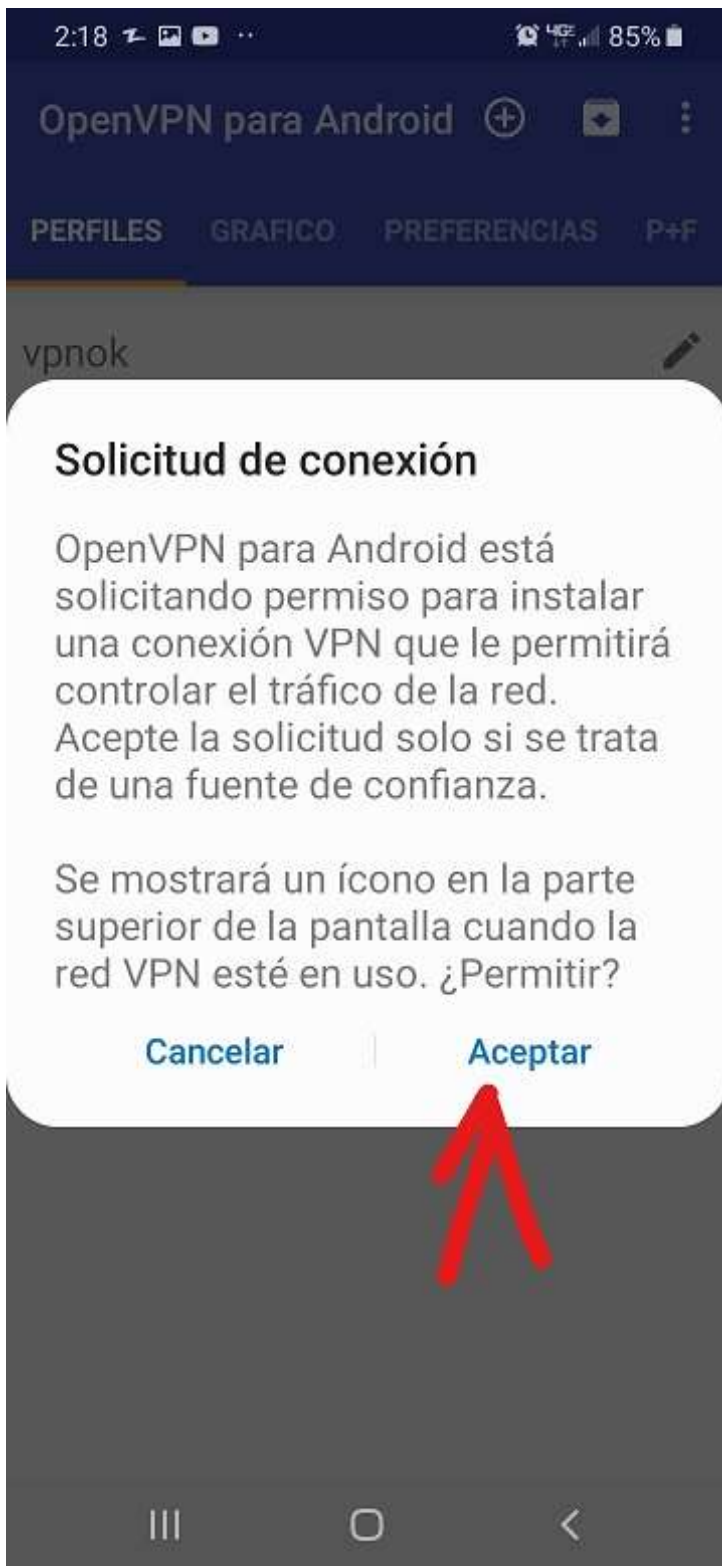 2:18 85%
OpenVPN para Android
PERFILES GRAFICO PREFERENCIAS P+F
vpnok
Solicitud de conexión
OpenVPN para Android está
solicitando permiso para instalar
una conexión VPN que le permitirá
controlar el tráfico de la red.
Acepte la solicitud solo si se trata
de una fuente de confianza.
Se mostrará un ícono en la parte
superior de la pantalla cuando la
red VPN esté en uso. ¿Permitir?
Cancelar Aceptar